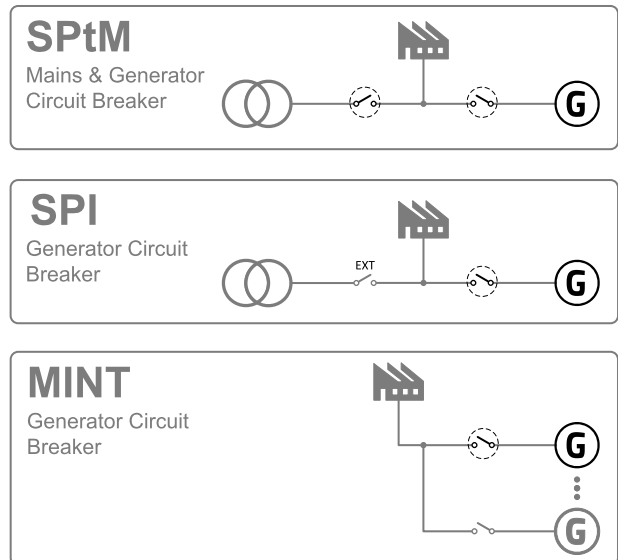 SPtM
Mains & Generator
Circuit Breaker
G
SPI
Generator Circuit
Breaker
EXT
G
MINT
Generator Circuit
Breaker
G
G